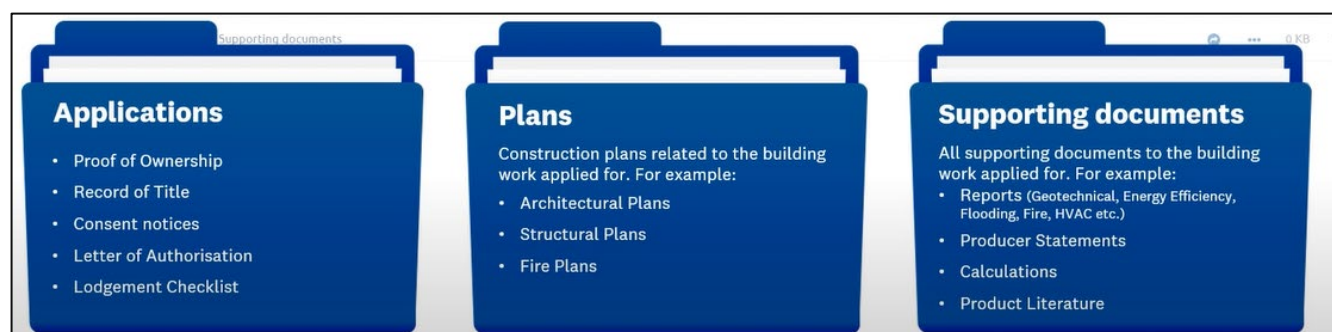 Supporting documents
0 KB
Applications
• Proof of Ownership
• Record of Title
• Consent notices
• Letter of Authorisation
• Lodgement Checklist
Plans
Construction plans related to the building
work applied for. For example:
• Architectural Plans
• Structural Plans
• Fire Plans
Supporting documents
All supporting documents to the building
work applied for. For example:
• Reports (Geotechnical, Energy Efficiency,
Flooding, Fire, HVAC etc.)
• Producer Statements
• Calculations
• Product Literature